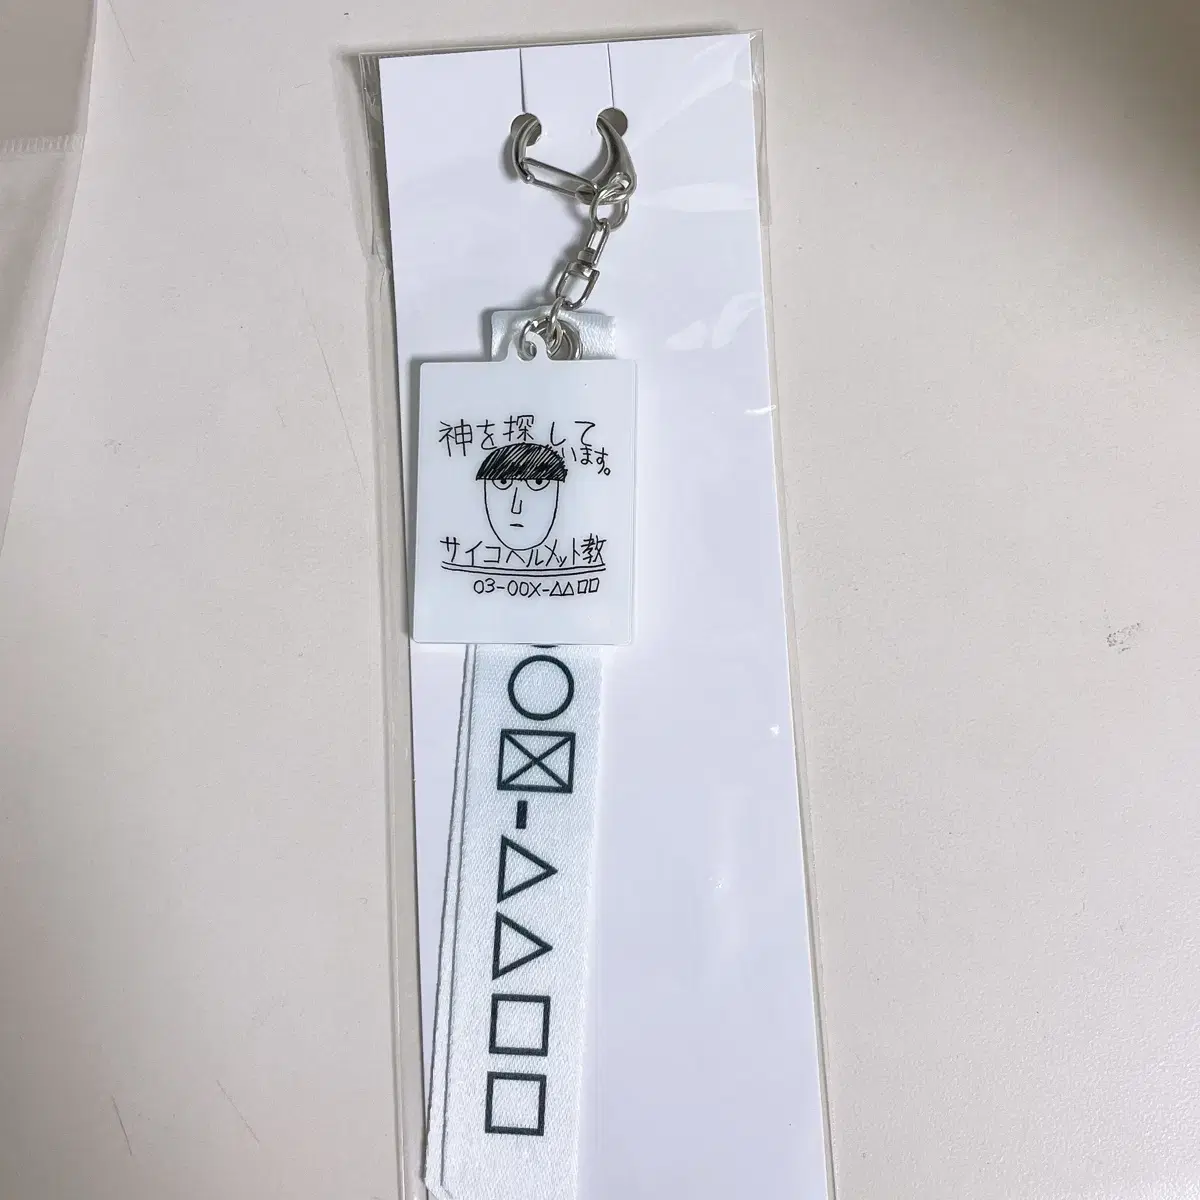 神を探して
います。
サイコヘルメット教
03-00X-△△□□
○☒-△△□□